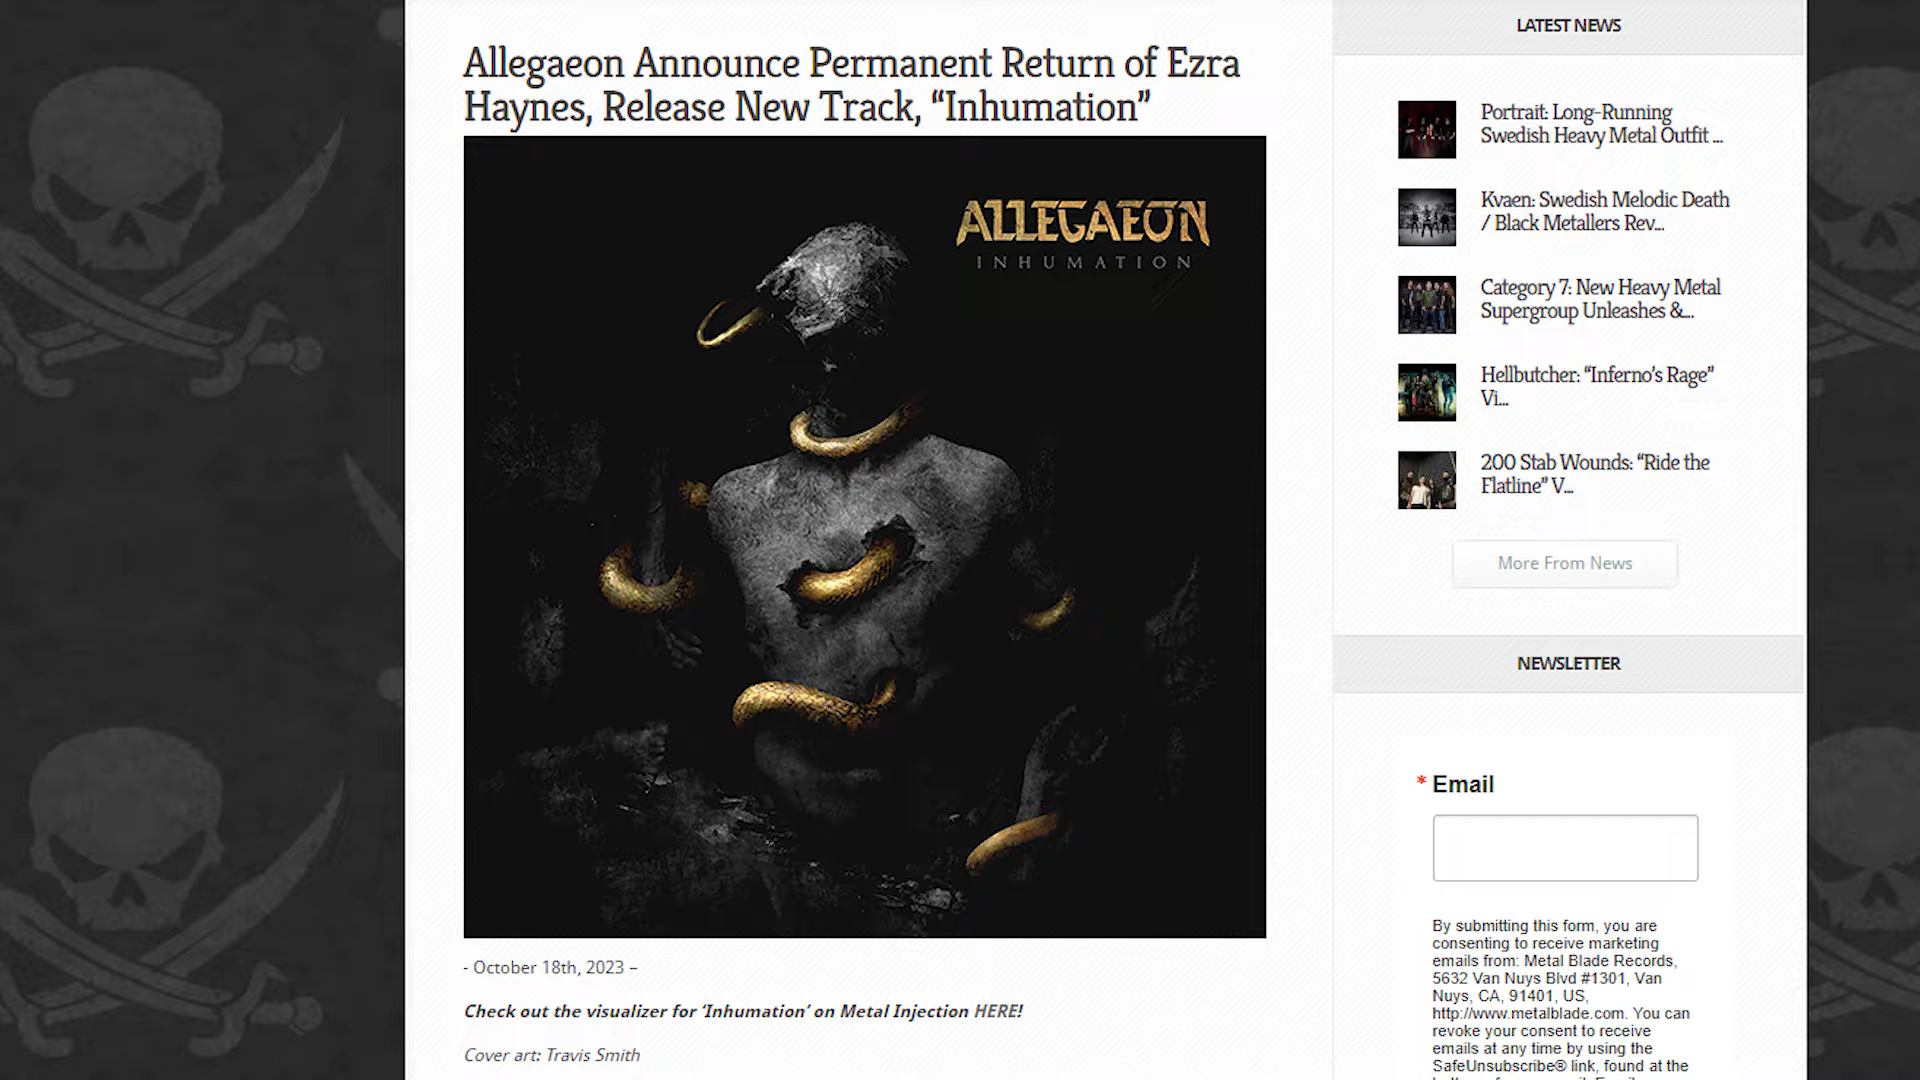 Allegaeon Announce Permanent Return of Ezra
Haynes, Release New Track, “Inhumation”
ALLEGAEON
INHUMATION
- October 18th, 2023 –
Check out the visualizer for ‘Inhumation’ on Metal Injection HERE!
Cover art: Travis Smith
LATEST NEWS
Portrait: Long-Running
Swedish Heavy Metal Outfit ...
Kvaen: Swedish Melodic Death
/ Black Metallers Rev...
Category 7: New Heavy Metal
Supergroup Unleashes &...
Hellbutcher: “Inferno’s Rage”
Vi...
200 Stab Wounds: “Ride the
Flatline” V...
More From News
NEWSLETTER
* Email
By submitting this form, you are
consenting to receive marketing
emails from: Metal Blade Records,
5632 Van Nuys Blvd #1301, Van
Nuys, CA, 91401, US,
http://www.metalblade.com. You can
revoke your consent to receive
emails at any time by using the
SafeUnsubscribe® link, found at the